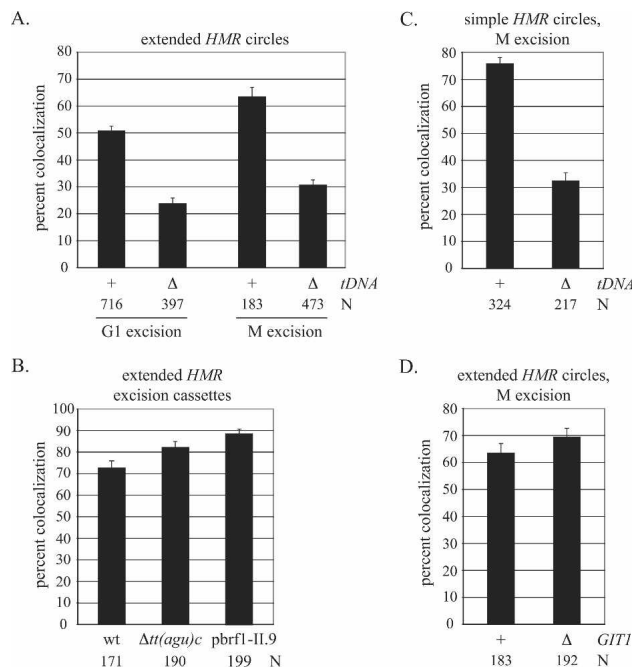 A.
extended HMR circles
percent colocalization
80
70
60
50
40
30
20
10
0
+ Δ + Δ tDNA
716 397 183 473 N
G1 excision M excision
C.
simple HMR circles,
M excision
percent colocalization
80
70
60
50
40
30
20
10
0
+ Δ tDNA
324 217 N
B.
extended HMR
excision cassettes
percent colocalization
100
90
80
70
60
50
40
30
20
10
0
wt Δtt(agu)c pbrf1-II.9
171 190 199 N
D.
extended HMR circles,
M excision
percent colocalization
80
70
60
50
40
30
20
10
0
+ Δ GIT1
183 192 N